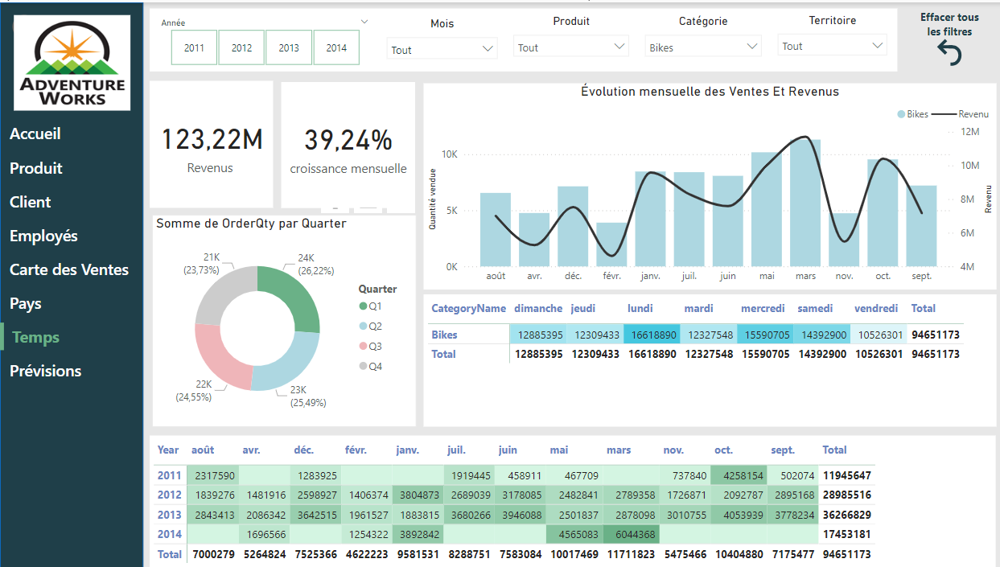 ADVENTURE
WORKS
Accueil
Produit
Client
Employés
Carte des Ventes
Pays
Temps
Prévisions
Année
2011 2012 2013 2014
Mois
Tout
Produit
Tout
Catégorie
Bikes
Territoire
Tout
Effacer tous
les filtres
123,22M
Revenus
39,24%
croissance mensuelle
Évolution mensuelle des Ventes Et Revenus
Bikes Revenu
Quantité vendue
10K
5K
0K
12M
10M
8M
6M
4M
Revenu
août avr. déc. févr. janv. juil. juin mai mars nov. oct. sept.
Somme de OrderQty par Quarter
21K
(23,73%)
24K
(26,22%)
22K
(24,55%)
23K
(25,49%)
Quarter
Q1
Q2
Q3
Q4
CategoryName dimanche jeudi lundi mardi mercredi samedi vendredi Total
Bikes 12885395 12309433 16618890 12327548 15590705 14392900 10526301 94651173
Total 12885395 12309433 16618890 12327548 15590705 14392900 10526301 94651173
Year août avr. déc. févr. janv. juil. juin mai mars nov. oct. sept. Total
2011 2317590 1283925 1919445 458911 467709 737840 4258154 502074 11945647
2012 1839276 1481916 2598927 1406374 3804873 2689039 3178085 2482841 2789358 1726871 2092787 2895168 28985516
2013 2843413 2086342 3642515 1961527 1883815 3680266 3946088 2501837 2878098 3010755 4053939 3778234 36266829
2014 1696566 1254322 3892842 4565083 6044368 17453181
Total 7000279 5264824 7525366 4622223 9581531 8288751 7583084 10017469 11711823 5475466 10404880 7175477 94651173